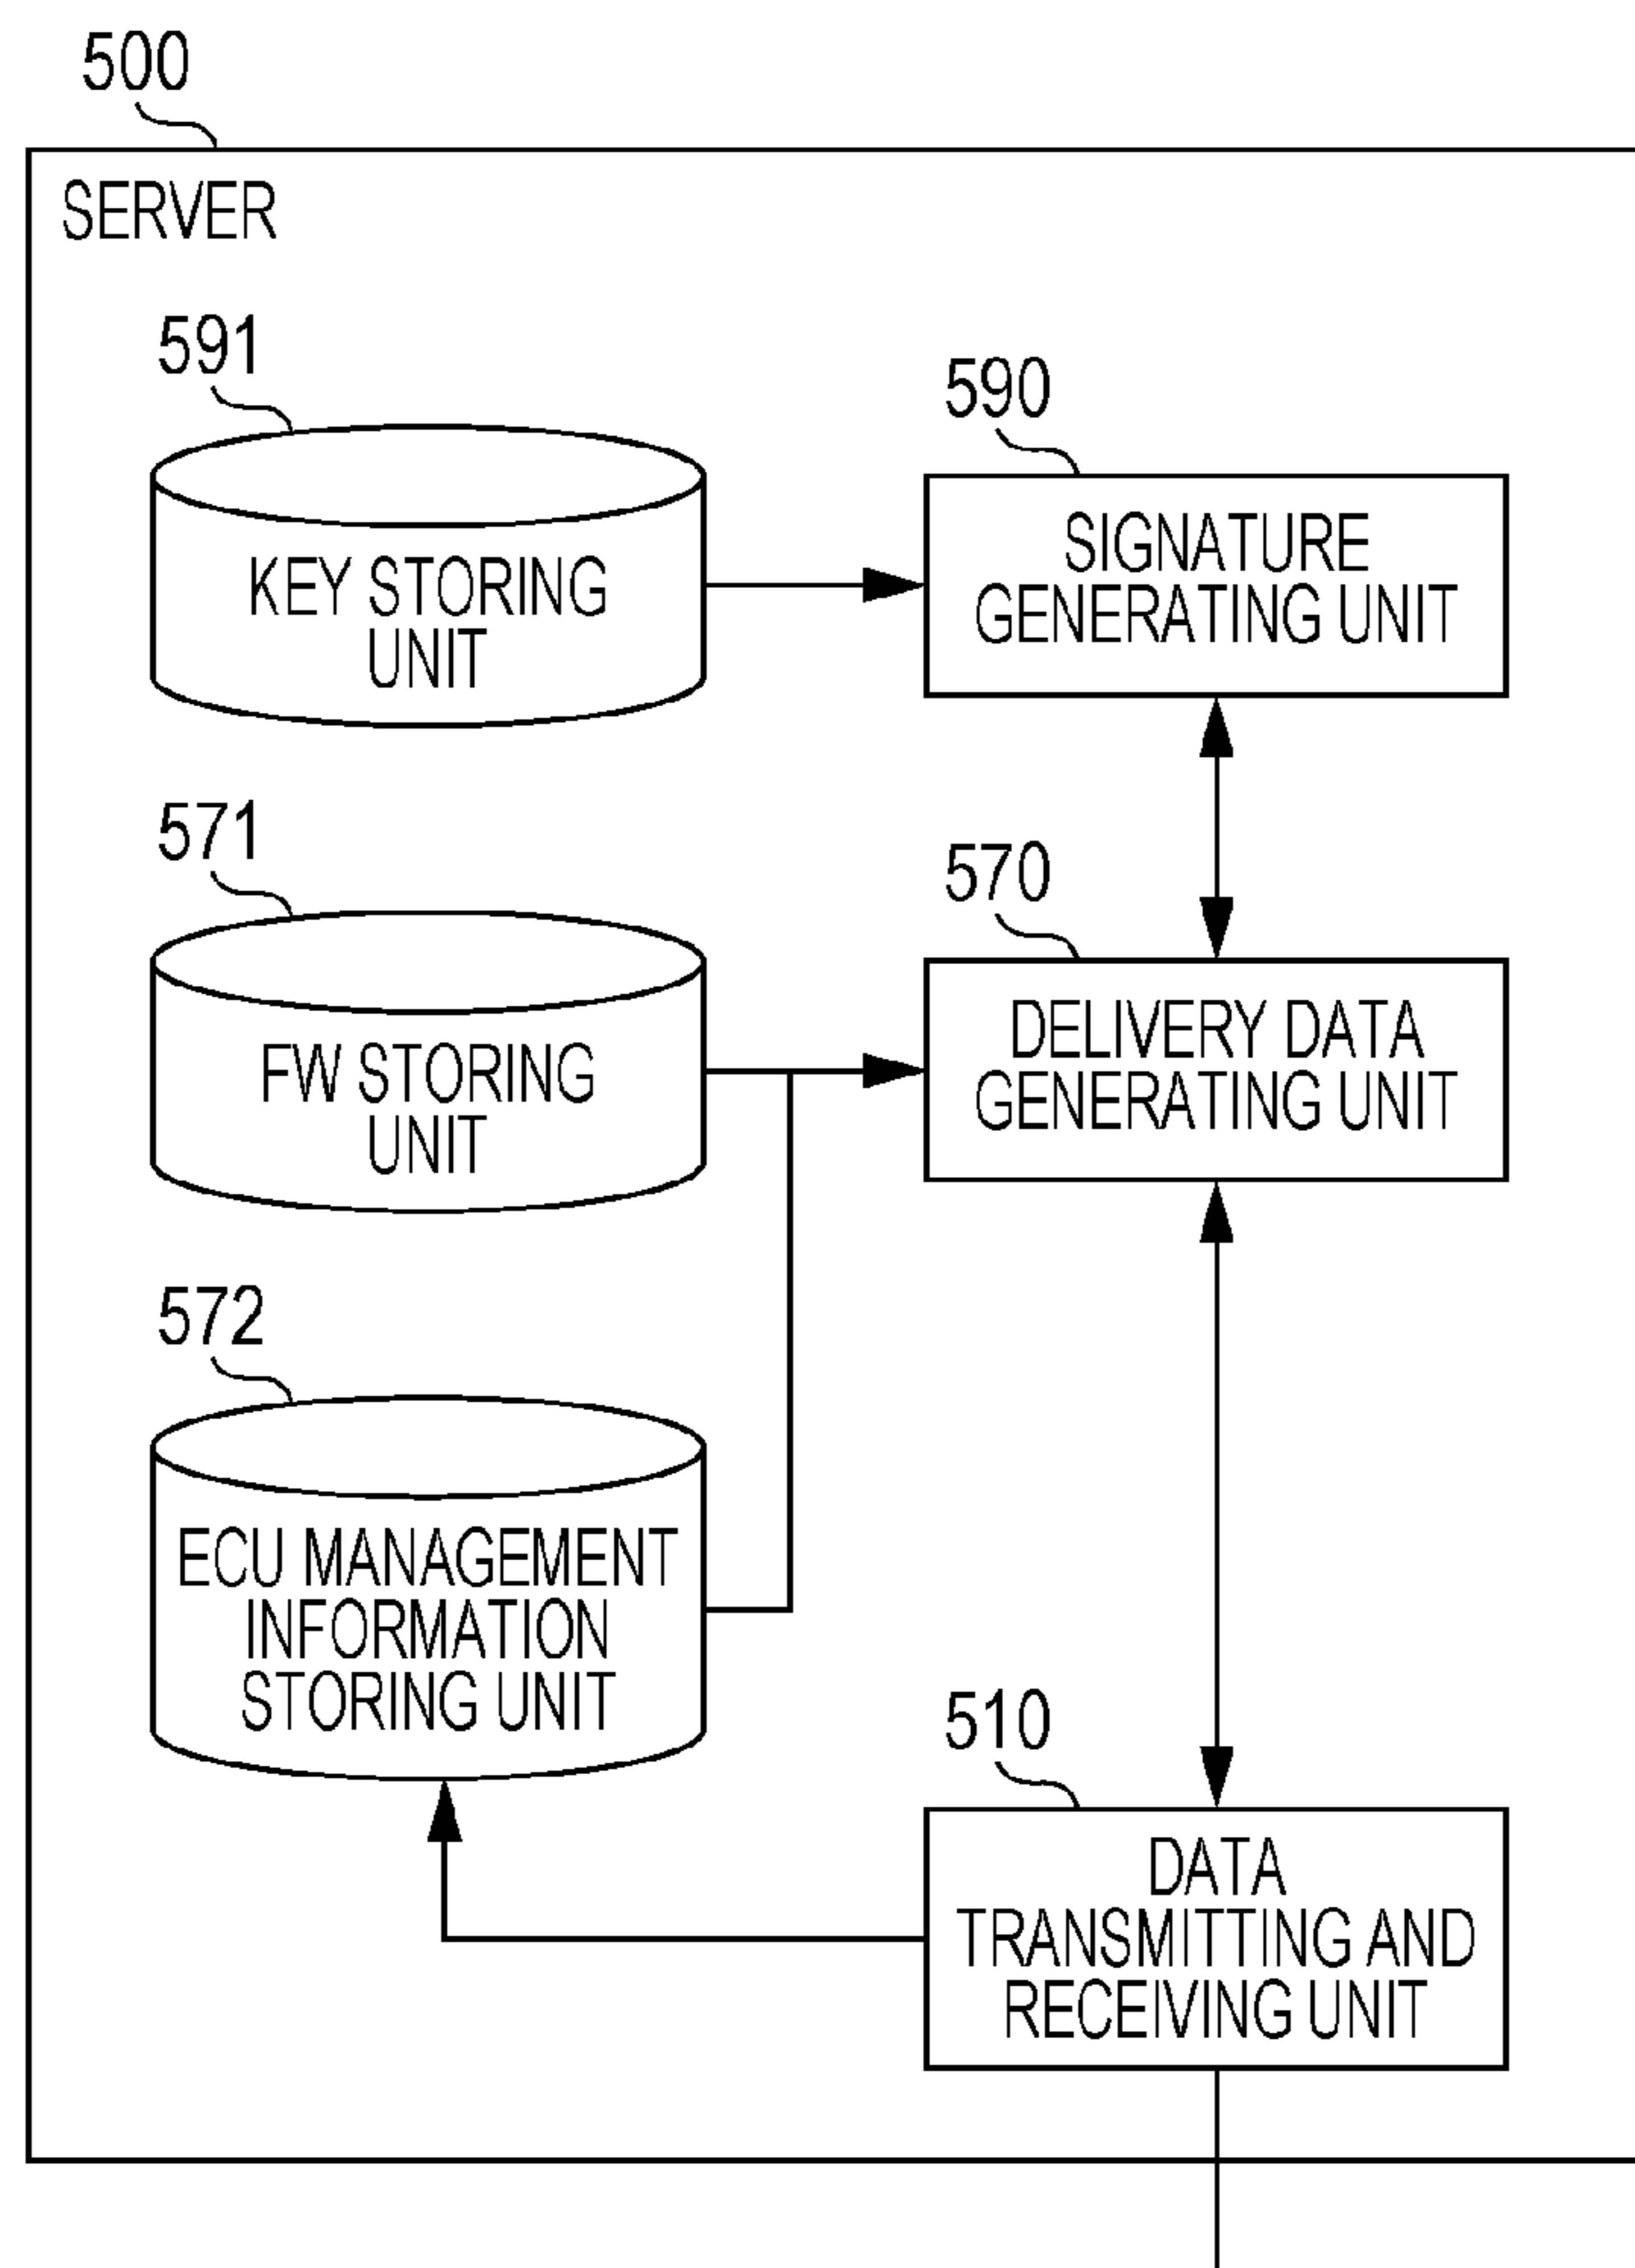 500
SERVER
591
KEY STORING
UNIT
590
SIGNATURE
GENERATING UNIT
571
FW STORING
UNIT
570
DELIVERY DATA
GENERATING UNIT
572
ECU MANAGEMENT
INFORMATION
STORING UNIT
510
DATA
TRANSMITTING AND
RECEIVING UNIT